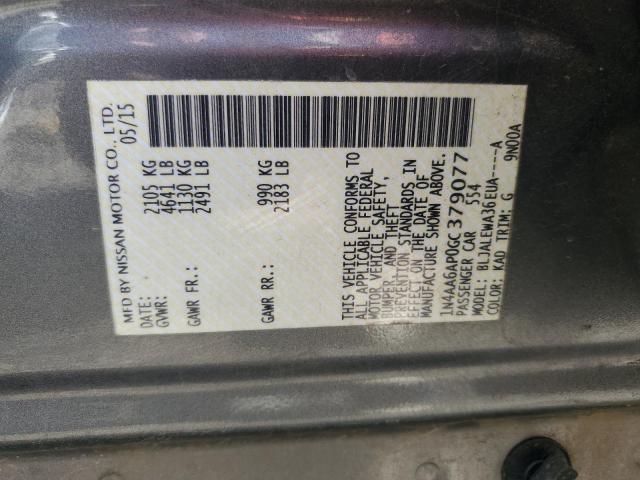 MFD BY NISSAN MOTOR CO., LTD.
05/15
GVWR: 2105 KG
4641 LB
GAWR FR: 1130 KG
2491 LB
GAWR RR: 990 KG
2183 LB
THIS VEHICLE CONFORMS TO
ALL APPLICABLE FEDERAL
MOTOR VEHICLE SAFETY,
BUMPER, AND THEFT
PREVENTION STANDARDS IN
EFFECT ON THE DATE OF
MANUFACTURE SHOWN ABOVE.
1N4AA6AP0GC379077
PASSENGER CAR 554
MODEL: BLJALEWA36EUA----A
COLOR: KAD TRIM: G 9N00A